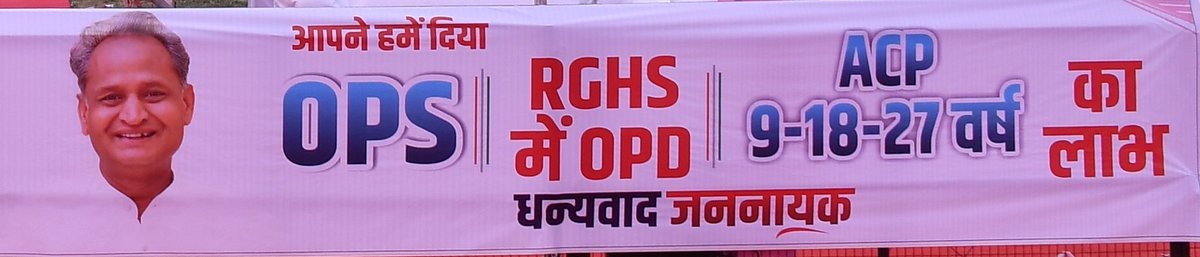 आपने हमें दिया
OPS
RGHS
में OPD
ACP
9-18-27 वर्ष
का
लाभ
धन्यवाद जननायक